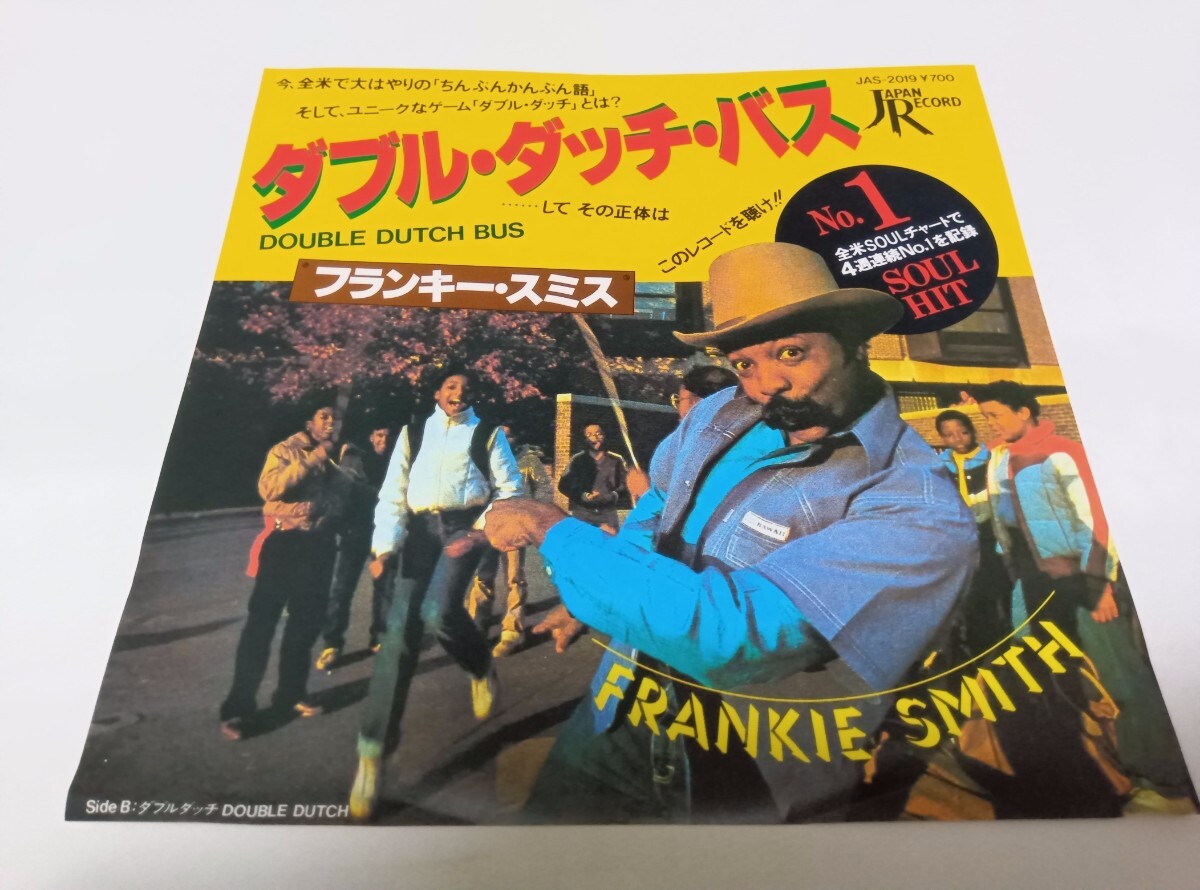 今、全米で大はやりの「ちんぷんかんぷん語」
そして、ユニークなゲーム「ダブル・ダッチ」とは?
JAS-2019 ¥700
JAPAN RECORD
ダブル・ダッチ・バス
……して その正体は
このレコードを聴け!!
DOUBLE DUTCH BUS
フランキー・スミス
No.1
全米SOULチャートで
4週連続No.1を記録
SOUL
HIT
HAWAII
FRANKIE SMITH
Side B:ダブルダッチ DOUBLE DUTCH